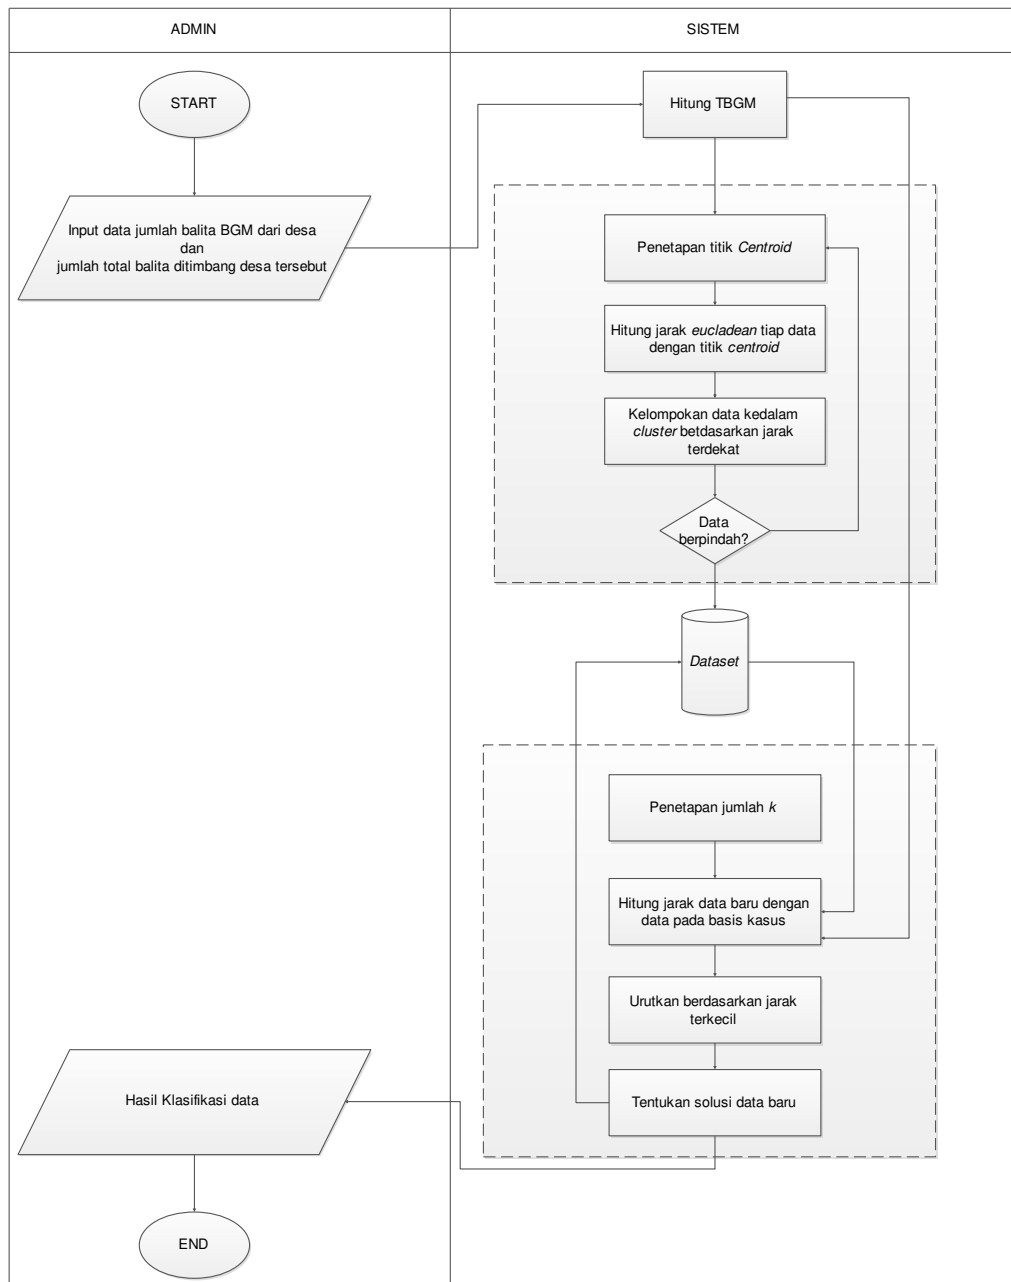 ADMIN
SISTEM
START
Hitung TBGM
Input data jumlah balita BGM dari desa
dan
jumlah total balita ditimbang desa tersebut
Penetapan titik Centroid
Hitung jarak eucladean tiap data
dengan titik centroid
Kelompokan data kedalam
cluster betdasarkan jarak
terdekat
Data
berpindah?
Dataset
Penetapan jumlah k
Hitung jarak data baru dengan
data pada basis kasus
Urutkan berdasarkan jarak
terkecil
Tentukan solusi data baru
Hasil Klasifikasi data
END